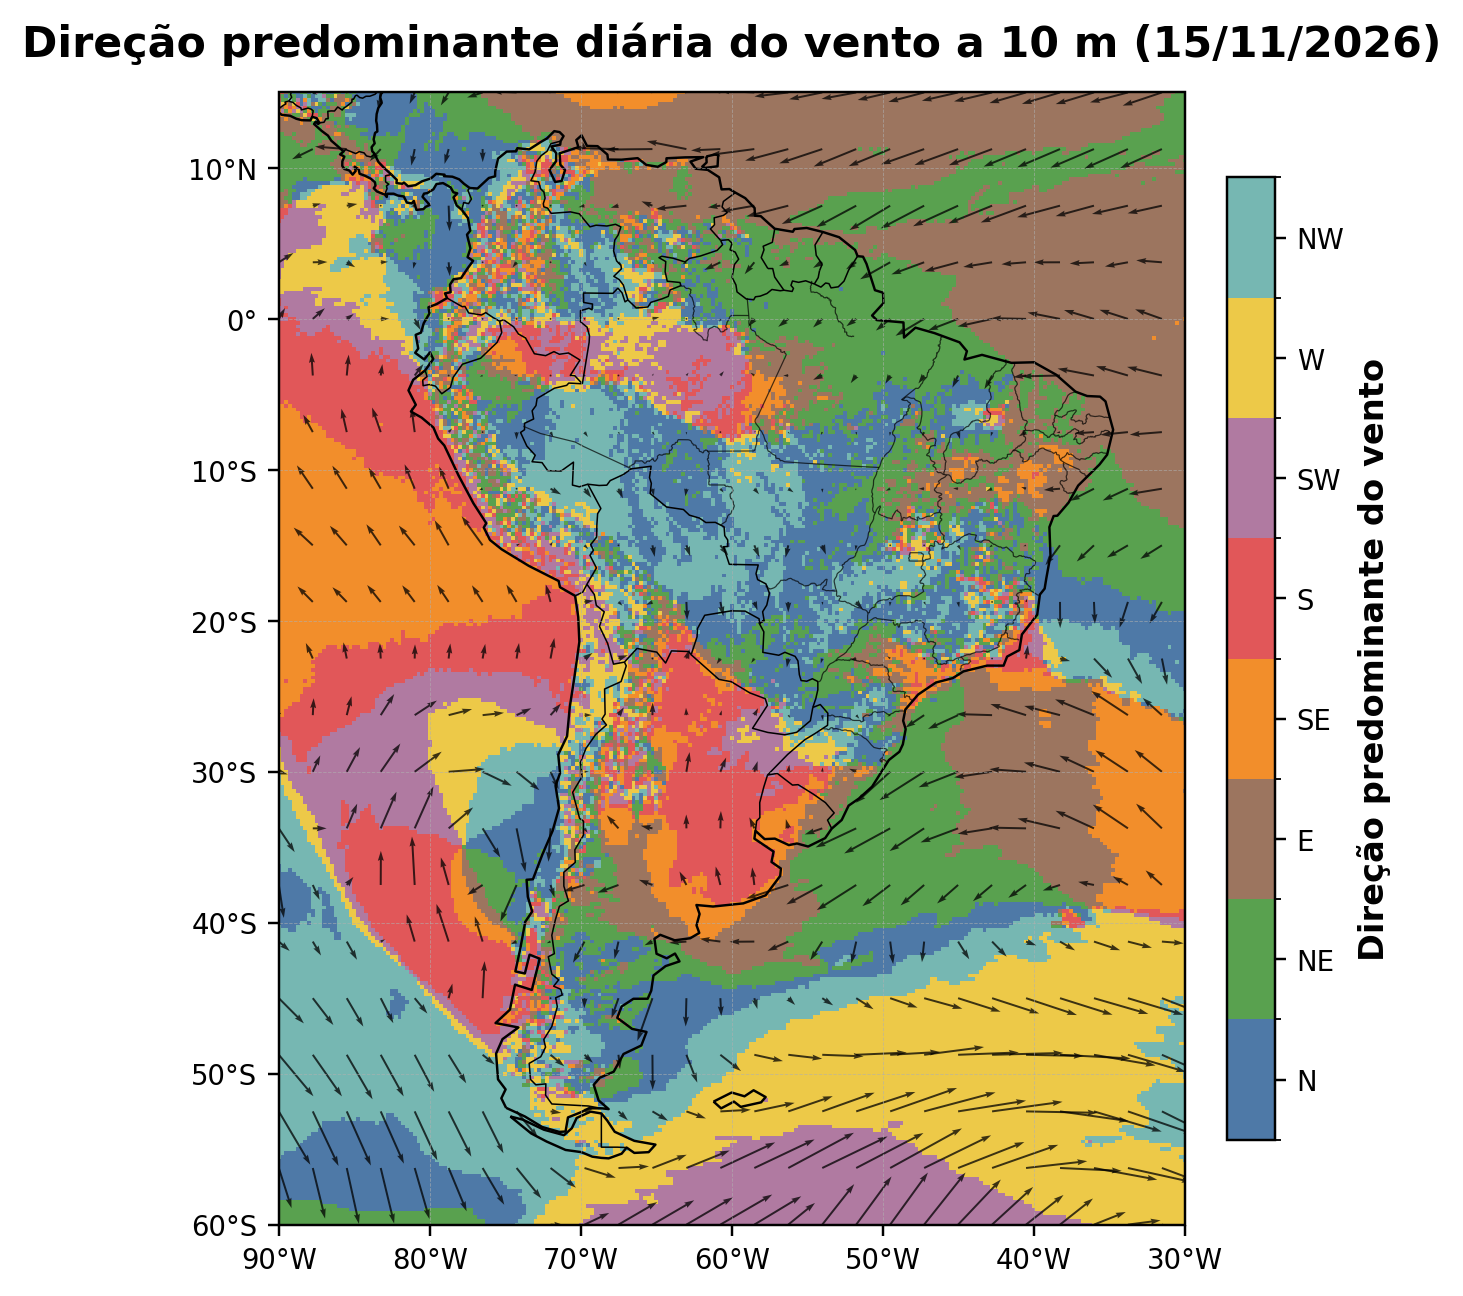 Direção predominante diária do vento a 10 m (15/11/2026)
10°N
0°
10°S
20°S
30°S
40°S
50°S
60°S
90°W
80°W
70°W
60°W
50°W
40°W
30°W
NW
W
SW
S
SE
E
NE
N
Direção predominante do vento